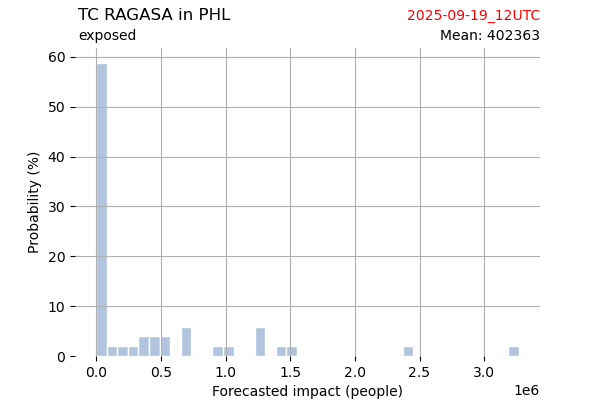 TC RAGASA in PHL
2025-09-19_12UTC
exposed
Mean: 402363
60
50
40
30
20
10
0
Probability (%)
0.0 0.5 1.0 1.5 2.0 2.5 3.0
1e6
Forecasted impact (people)